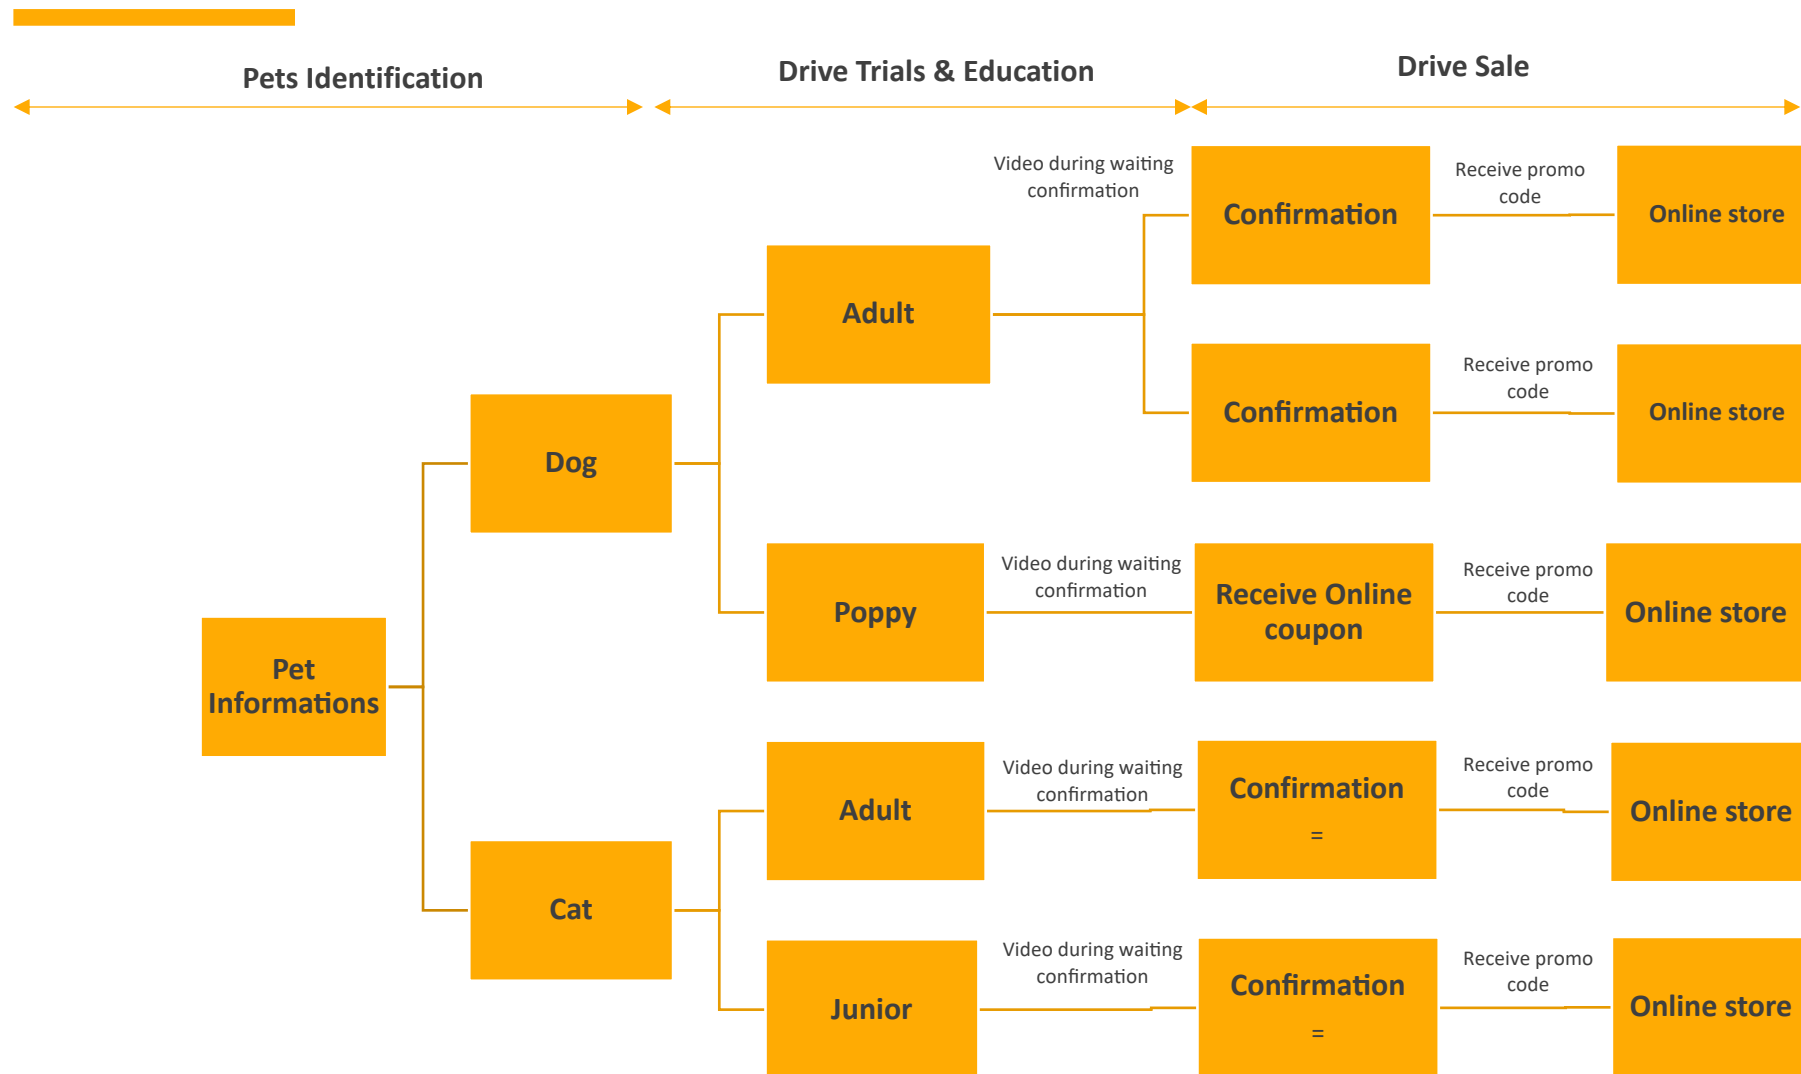 Pets Identification
Drive Trials & Education
Drive Sale
Video during waiting
confirmation
Confirmation
Receive promo
code
Online store
Adult
Confirmation
Receive promo
code
Online store
Dog
Poppy
Video during waiting
confirmation
Receive Online
coupon
Receive promo
code
Online store
Pet
Informations
Adult
Video during waiting
confirmation
Confirmation
=
Receive promo
code
Online store
Cat
Junior
Video during waiting
confirmation
Confirmation
=
Receive promo
code
Online store